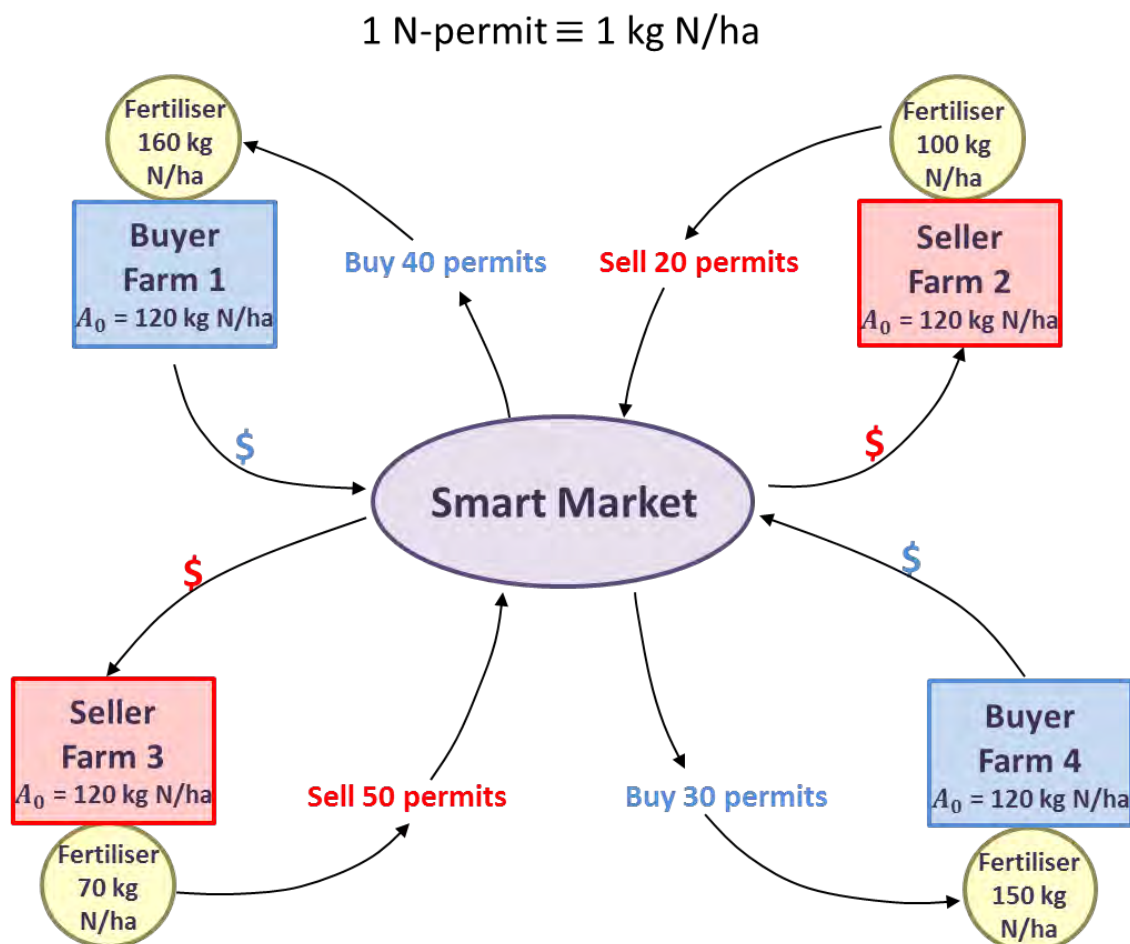 1 N-permit ≡ 1 kg N/ha
Fertiliser
160 kg
N/ha
Buyer
Farm 1
A₀ = 120 kg N/ha
Buy 40 permits
Sell 20 permits
Fertiliser
100 kg
N/ha
Seller
Farm 2
A₀ = 120 kg N/ha
$
$
Smart Market
$
$
Seller
Farm 3
A₀ = 120 kg N/ha
Fertiliser
70 kg
N/ha
Sell 50 permits
Buy 30 permits
Buyer
Farm 4
A₀ = 120 kg N/ha
Fertiliser
150 kg
N/ha